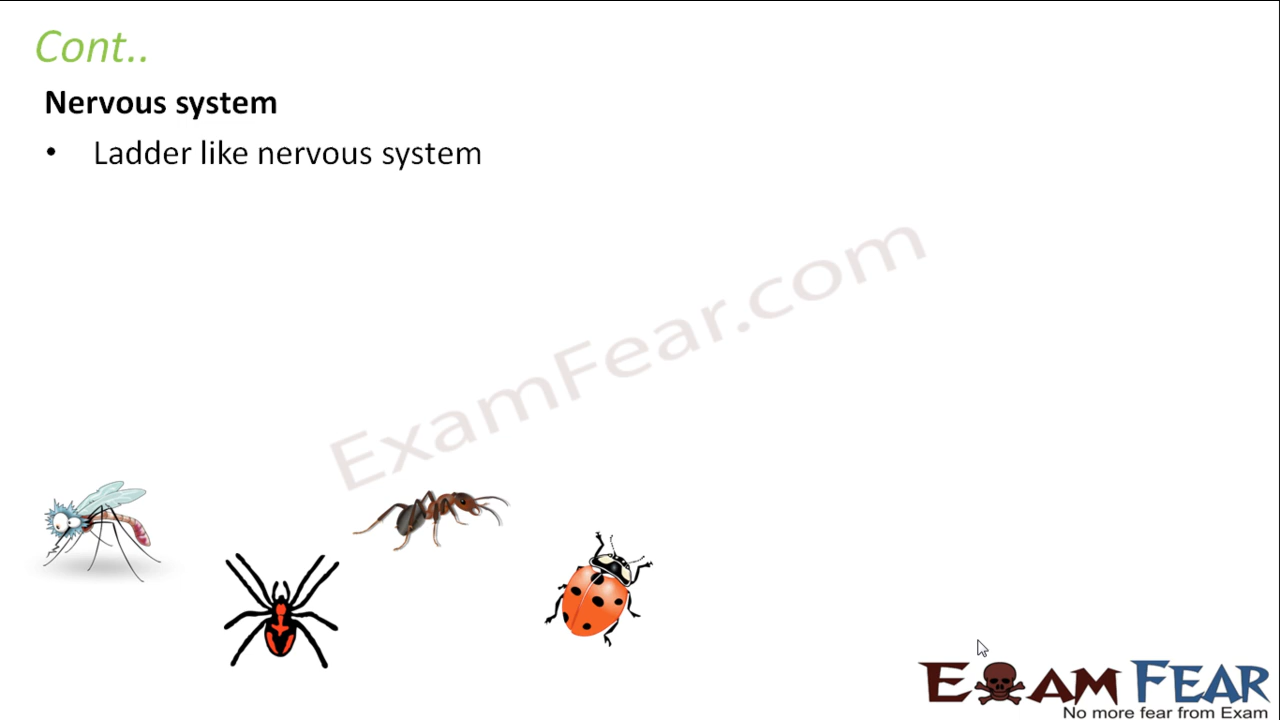 Cont..
Nervous system
• Ladder like nervous system
ExamFear.com
EXAM FEAR
No more fear from Exam